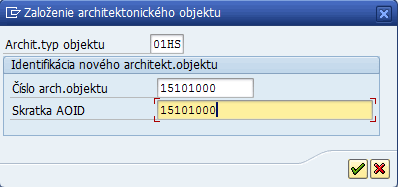 Založenie architektonického objektu
Archit.typ objektu 01HS
Identifikácia nového architekt.objektu
Číslo arch.objektu 15101000
Skratka AOID 15101000